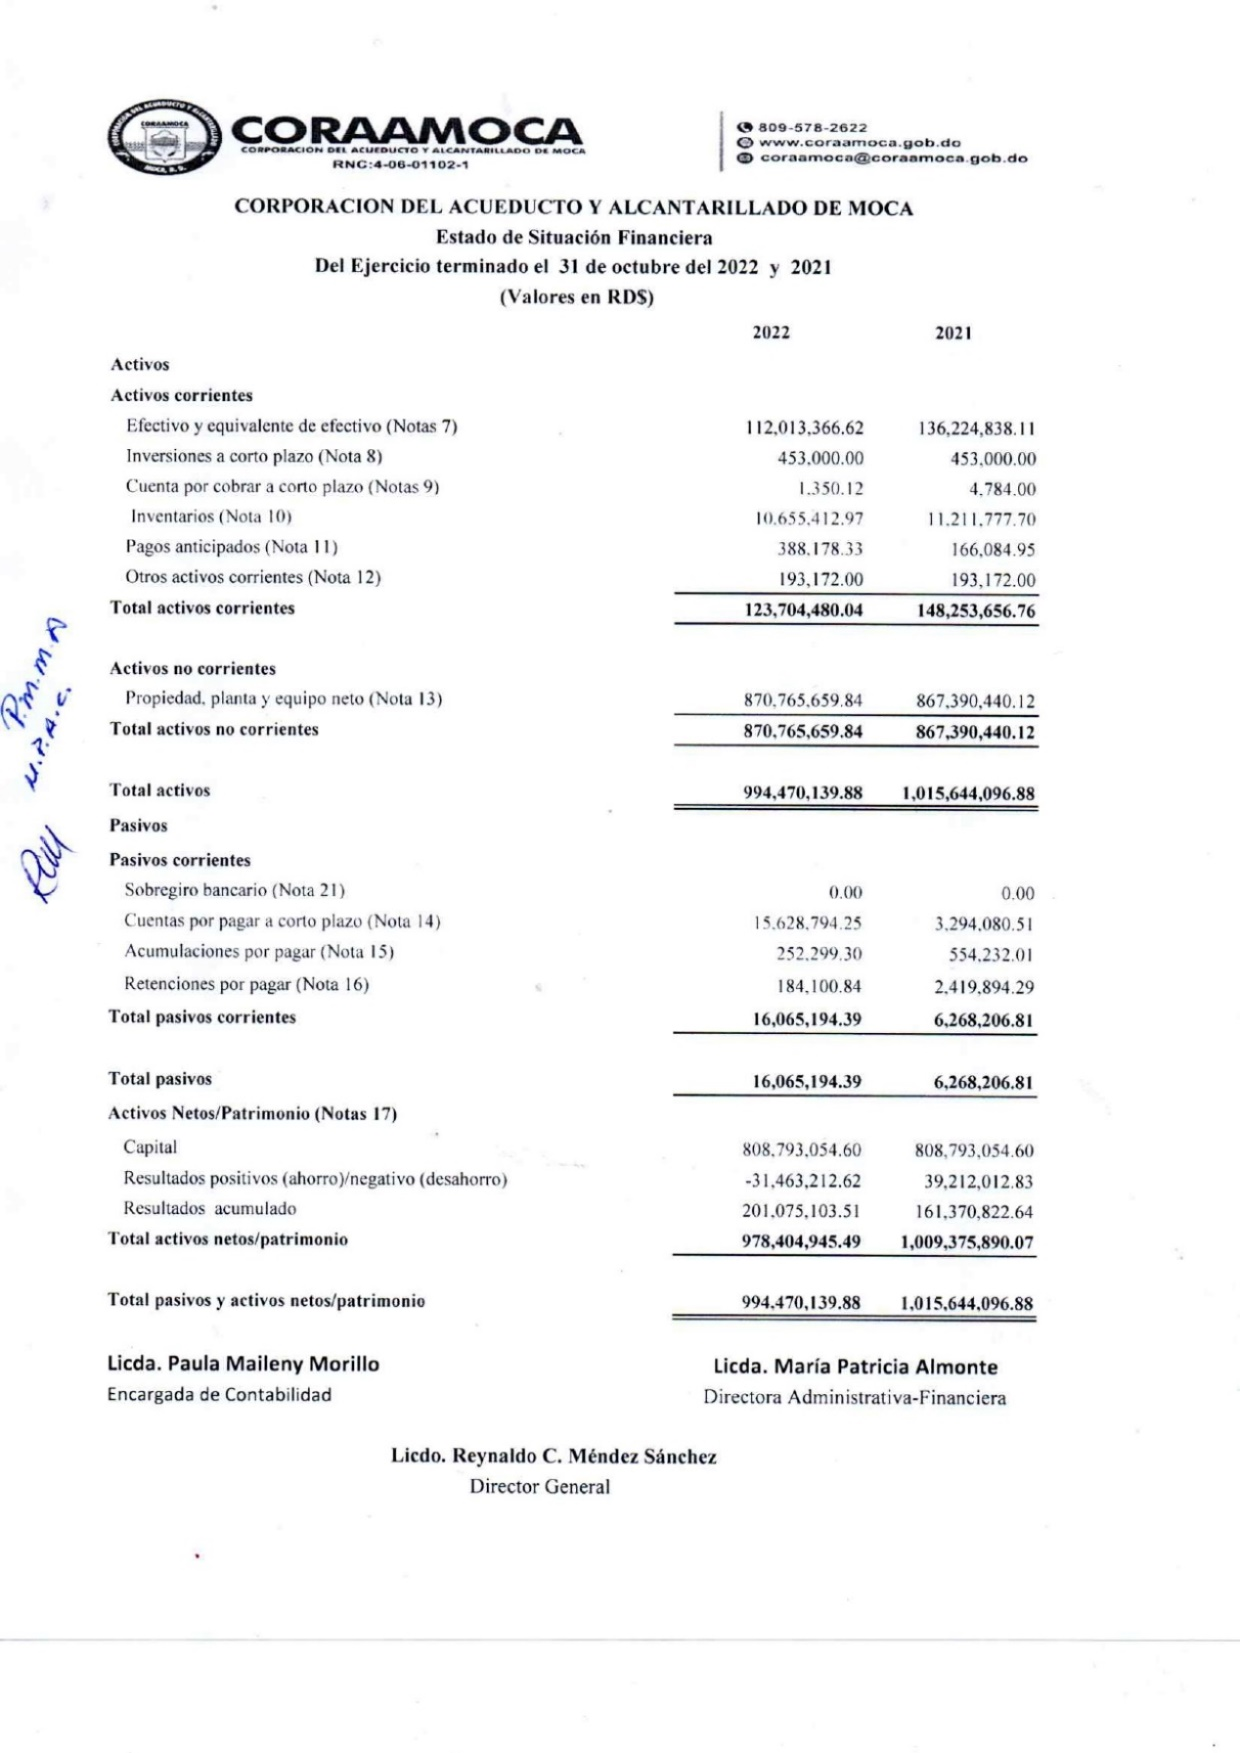 CORAAMOCA
CORPORACION DEL ACUEDUCTO Y ALCANTARILLADO DE MOCA
RNC:4-06-01102-1
809-578-2622
www.coraamoca.gob.do
coraamoca@coraamoca.gob.do
CORPORACION DEL ACUEDUCTO Y ALCANTARILLADO DE MOCA
Estado de Situación Financiera
Del Ejercicio terminado el 31 de octubre del 2022 y 2021
(Valores en RD$)
2022 2021
Activos
Activos corrientes
Efectivo y equivalente de efectivo (Notas 7) 112,013,366.62 136,224,838.11
Inversiones a corto plazo (Nota 8) 453,000.00 453,000.00
Cuenta por cobrar a corto plazo (Notas 9) 1,350.12 4,784.00
Inventarios (Nota 10) 10,655,412.97 11,211,777.70
Pagos anticipados (Nota 11) 388,178.33 166,084.95
Otros activos corrientes (Nota 12) 193,172.00 193,172.00
Total activos corrientes 123,704,480.04 148,253,656.76
Activos no corrientes
Propiedad, planta y equipo neto (Nota 13) 870,765,659.84 867,390,440.12
Total activos no corrientes 870,765,659.84 867,390,440.12
Total activos 994,470,139.88 1,015,644,096.88
Pasivos
Pasivos corrientes
Sobregiro bancario (Nota 21) 0.00 0.00
Cuentas por pagar a corto plazo (Nota 14) 15,628,794.25 3,294,080.51
Acumulaciones por pagar (Nota 15) 252,299.30 554,232.01
Retenciones por pagar (Nota 16) 184,100.84 2,419,894.29
Total pasivos corrientes 16,065,194.39 6,268,206.81
Total pasivos 16,065,194.39 6,268,206.81
Activos Netos/Patrimonio (Notas 17)
Capital 808,793,054.60 808,793,054.60
Resultados positivos (ahorro)/negativo (desahorro) -31,463,212.62 39,212,012.83
Resultados acumulado 201,075,103.51 161,370,822.64
Total activos netos/patrimonio 978,404,945.49 1,009,375,890.07
Total pasivos y activos netos/patrimonio 994,470,139.88 1,015,644,096.88
Licda. Paula Maileny Morillo Licda. María Patricia Almonte
Encargada de Contabilidad Directora Administrativa-Financiera
Licdo. Reynaldo C. Méndez Sánchez
Director General
P.M.M.A